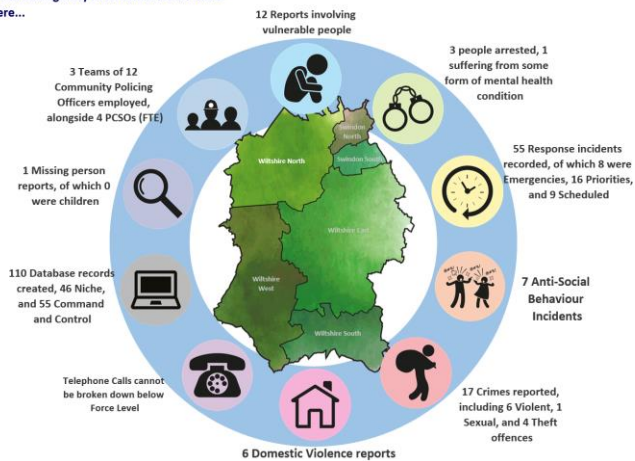 ere...
12 Reports involving
vulnerable people
3 people arrested, 1
suffering from some
form of mental health
condition
55 Response incidents
recorded, of which 8 were
Emergencies, 16 Priorities,
and 9 Scheduled
7 Anti-Social
Behaviour
Incidents
17 Crimes reported,
including 6 Violent, 1
Sexual, and 4 Theft
offences
6 Domestic Violence reports
Telephone Calls cannot
be broken down below
Force Level
110 Database records
created, 46 Niche,
and 55 Command
and Control
1 Missing person
reports, of which 0
were children
3 Teams of 12
Community Policing
Officers employed,
alongside 4 PCSOs (FTE)
Swindon
North
Swindon South
Wiltshire North
Wiltshire East
Wiltshire
West
Wiltshire South